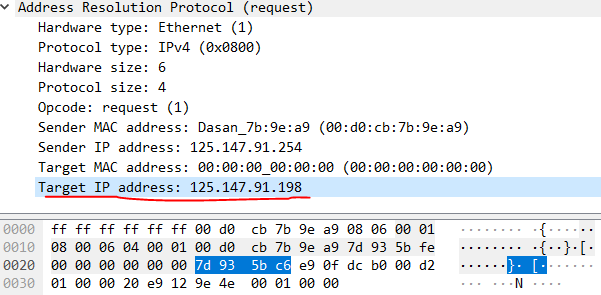 Address Resolution Protocol (request)
Hardware type: Ethernet (1)
Protocol type: IPv4 (0x0800)
Hardware size: 6
Protocol size: 4
Opcode: request (1)
Sender MAC address: Dasan_7b:9e:a9 (00:d0:cb:7b:9e:a9)
Sender IP address: 125.147.91.254
Target MAC address: 00:00:00_00:00:00 (00:00:00:00:00:00)
Target IP address: 125.147.91.198
0000 ff ff ff ff ff ff 00 d0 cb 7b 9e a9 08 06 00 01 ········ ·{······
0010 08 00 06 04 00 01 00 d0 cb 7b 9e a9 7d 93 5b fe ········ ·{··}·[·
0020 00 00 00 00 00 00 7d 93 5b c6 e9 0f dc b0 00 d2 ······}· [·······
0030 01 00 00 20 e9 12 9e 4e 00 01 00 00 ··· ···N ····